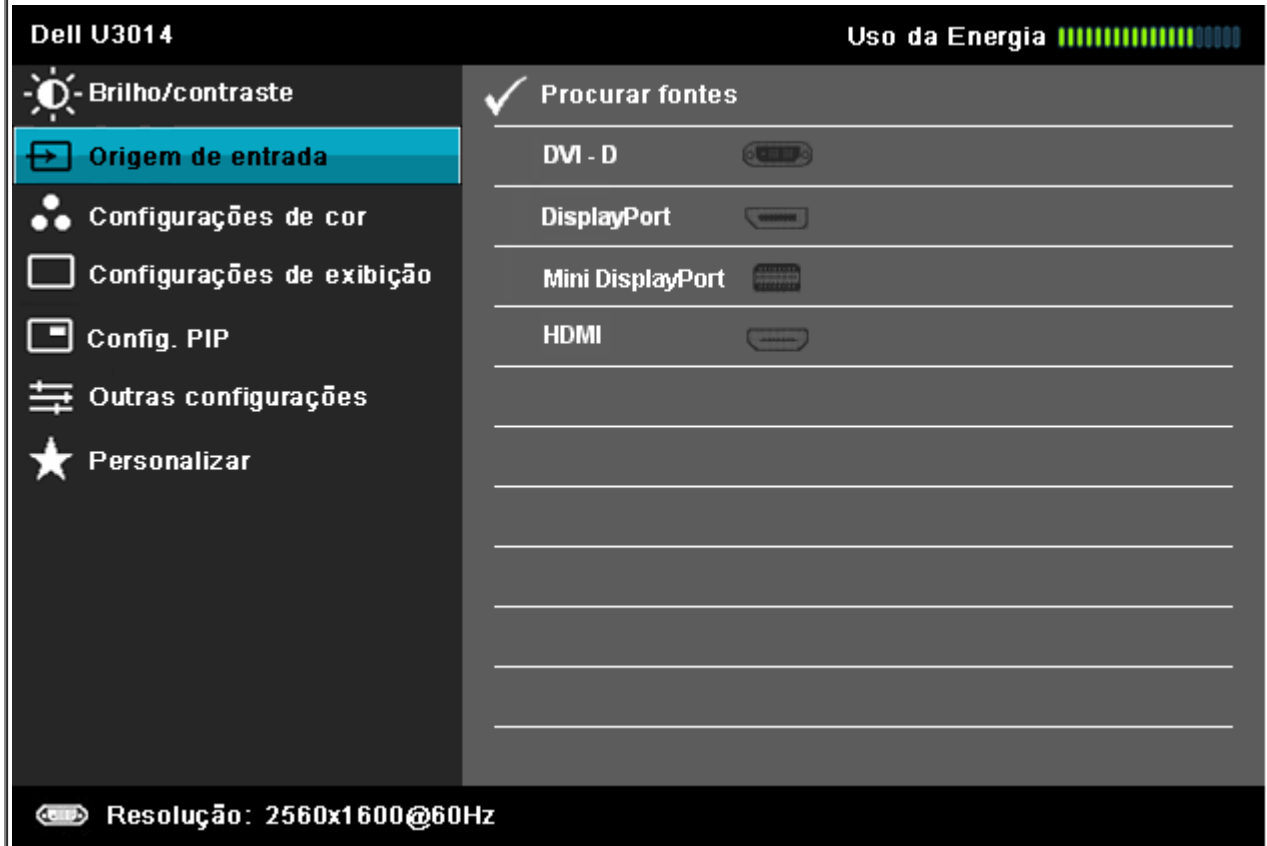 Dell U3014
Uso da Energia
Brilho/contraste
Origem de entrada
Configurações de cor
Configurações de exibição
Config. PIP
Outras configurações
Personalizar
Procurar fontes
DVI - D
DisplayPort
Mini DisplayPort
HDMI
Resolução: 2560x1600@60Hz